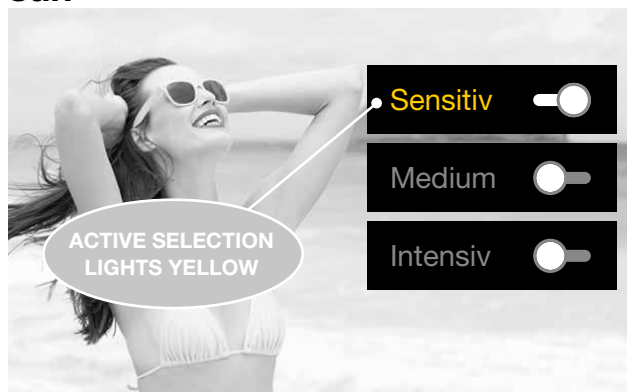 Sensitiv
Medium
Intensiv
ACTIVE SELECTION
LIGHTS YELLOW